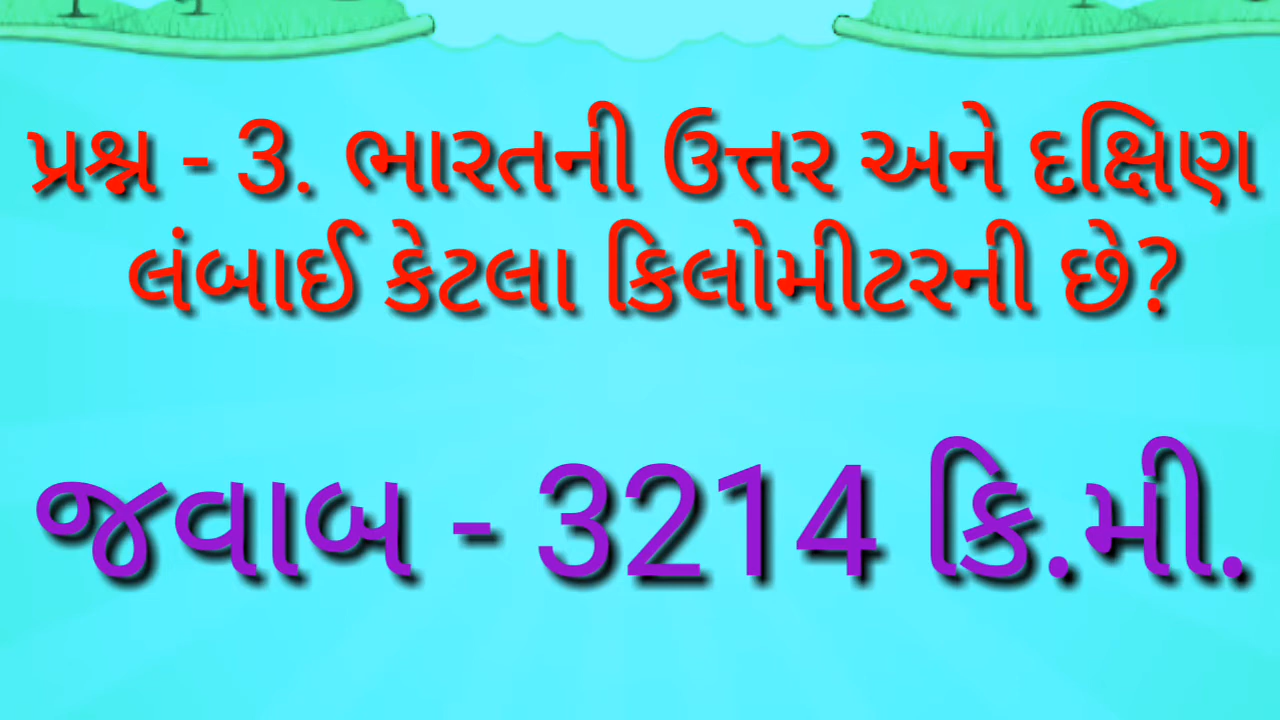 પ્રશ્ન - 3. ભારતની ઉત્તર અને દક્ષિણ
લંબાઈ કેટલા કિલોમીટરની છે?
જવાબ - 3214 કિ.મી.